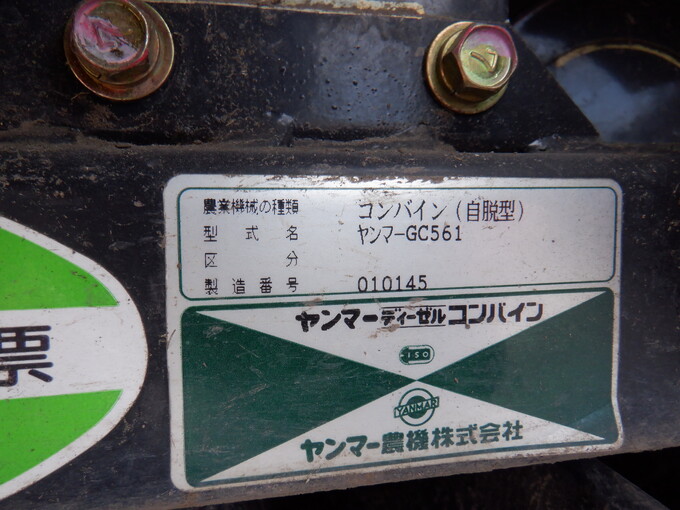 農業機械の種類 コンバイン(自脱型)
型式名 ヤンマーGC561
区分
製造番号 010145
ヤンマーディーゼルコンバイン
ISO
YANMAR
ヤンマー農機株式会社
票